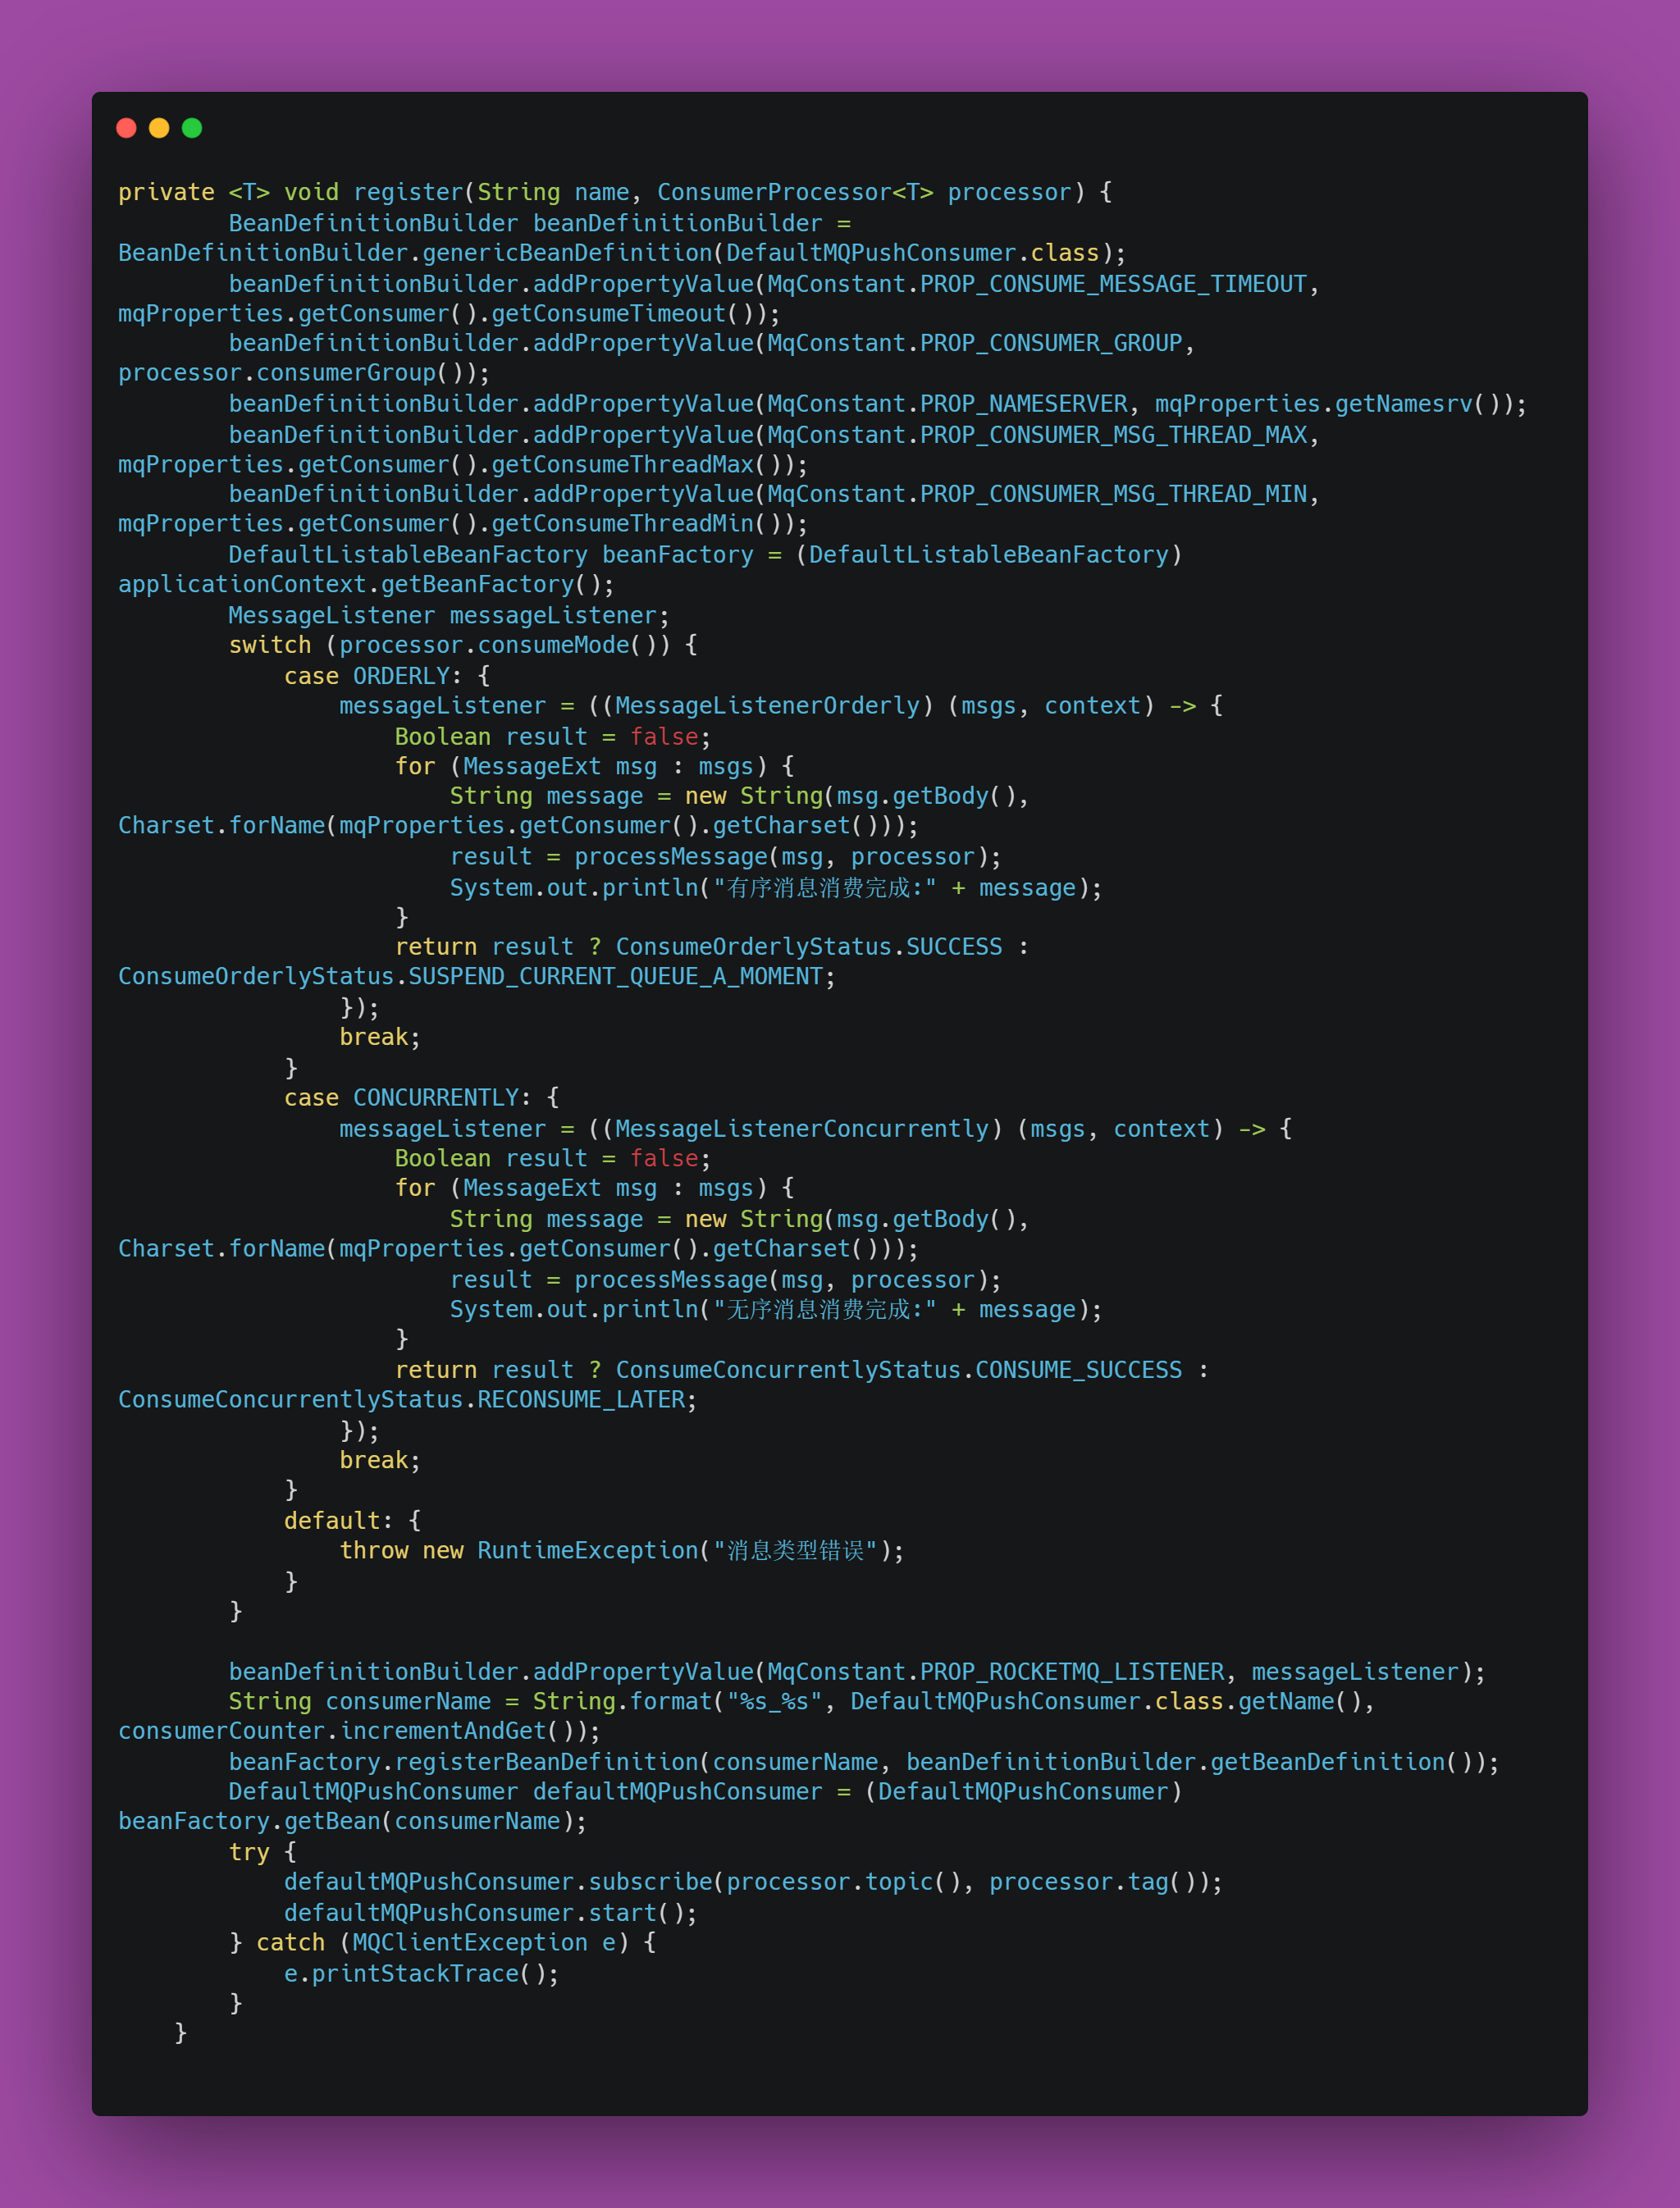 private <T> void register(String name, ConsumerProcessor<T> processor) {
        BeanDefinitionBuilder beanDefinitionBuilder =
BeanDefinitionBuilder.genericBeanDefinition(DefaultMQPushConsumer.class);
        beanDefinitionBuilder.addPropertyValue(MqConstant.PROP_CONSUME_MESSAGE_TIMEOUT,
mqProperties.getConsumer().getConsumeTimeout());
        beanDefinitionBuilder.addPropertyValue(MqConstant.PROP_CONSUMER_GROUP,
processor.consumerGroup());
        beanDefinitionBuilder.addPropertyValue(MqConstant.PROP_NAMESERVER, mqProperties.getNamesrv());
        beanDefinitionBuilder.addPropertyValue(MqConstant.PROP_CONSUMER_MSG_THREAD_MAX,
mqProperties.getConsumer().getConsumeThreadMax());
        beanDefinitionBuilder.addPropertyValue(MqConstant.PROP_CONSUMER_MSG_THREAD_MIN,
mqProperties.getConsumer().getConsumeThreadMin());
        DefaultListableBeanFactory beanFactory = (DefaultListableBeanFactory)
applicationContext.getBeanFactory();
        MessageListener messageListener;
        switch (processor.consumeMode()) {
            case ORDERLY: {
                messageListener = ((MessageListenerOrderly) (msgs, context) -> {
                    Boolean result = false;
                    for (MessageExt msg : msgs) {
                        String message = new String(msg.getBody(),
Charset.forName(mqProperties.getConsumer().getCharset()));
                        result = processMessage(msg, processor);
                        System.out.println("有序消息消费完成:" + message);
                    }
                    return result ? ConsumeOrderlyStatus.SUCCESS :
ConsumeOrderlyStatus.SUSPEND_CURRENT_QUEUE_A_MOMENT;
                });
                break;
            }
            case CONCURRENTLY: {
                messageListener = ((MessageListenerConcurrently) (msgs, context) -> {
                    Boolean result = false;
                    for (MessageExt msg : msgs) {
                        String message = new String(msg.getBody(),
Charset.forName(mqProperties.getConsumer().getCharset()));
                        result = processMessage(msg, processor);
                        System.out.println("无序消息消费完成:" + message);
                    }
                    return result ? ConsumeConcurrentlyStatus.CONSUME_SUCCESS :
ConsumeConcurrentlyStatus.RECONSUME_LATER;
                });
                break;
            }
            default: {
                throw new RuntimeException("消息类型错误");
            }
        }

        beanDefinitionBuilder.addPropertyValue(MqConstant.PROP_ROCKETMQ_LISTENER, messageListener);
        String consumerName = String.format("%s_%s", DefaultMQPushConsumer.class.getName(),
consumerCounter.incrementAndGet());
        beanFactory.registerBeanDefinition(consumerName, beanDefinitionBuilder.getBeanDefinition());
        DefaultMQPushConsumer defaultMQPushConsumer = (DefaultMQPushConsumer)
beanFactory.getBean(consumerName);
        try {
            defaultMQPushConsumer.subscribe(processor.topic(), processor.tag());
            defaultMQPushConsumer.start();
        } catch (MQClientException e) {
            e.printStackTrace();
        }
    }